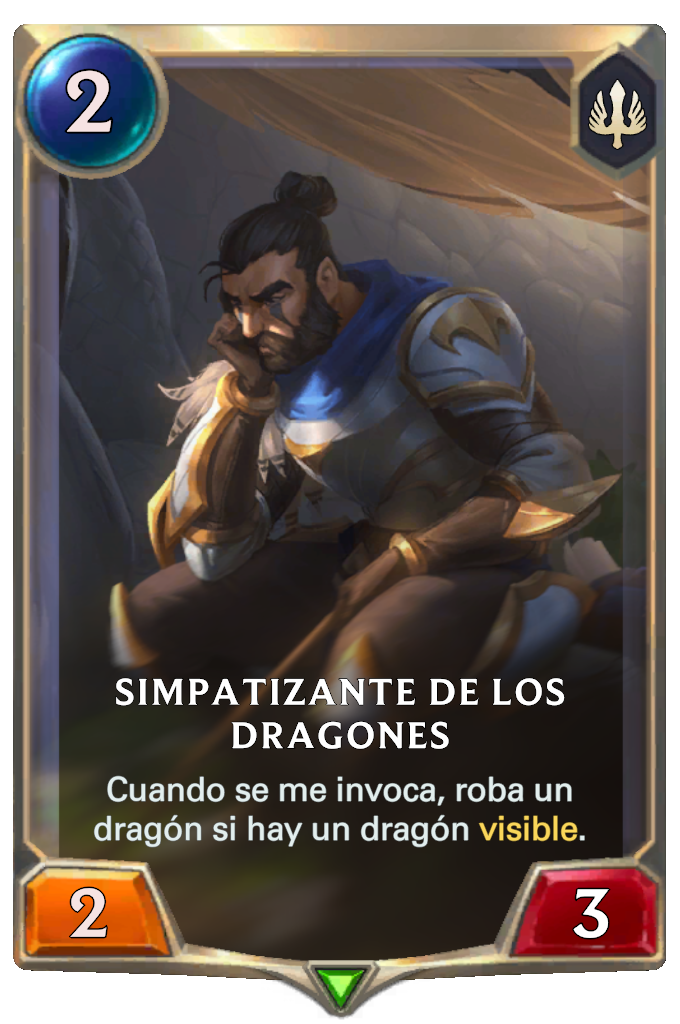 2
SIMPATIZANTE DE LOS
DRAGONES
Cuando se me invoca, roba un
dragón si hay un dragón visible.
2
3